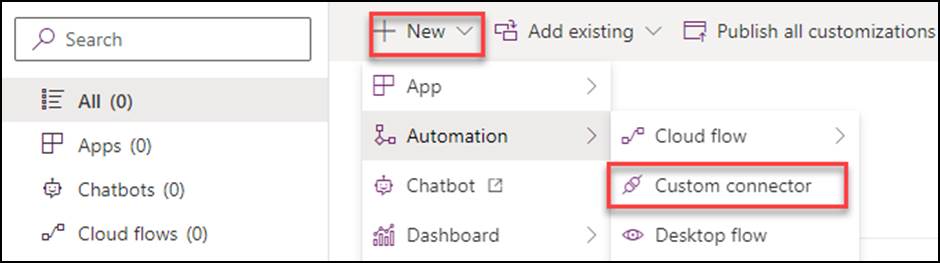 Search
All (0)
Apps (0)
Chatbots (0)
Cloud flows (0)
New
Add existing
Publish all customizations
App
Automation
Chatbot
Dashboard
Cloud flow
Custom connector
Desktop flow